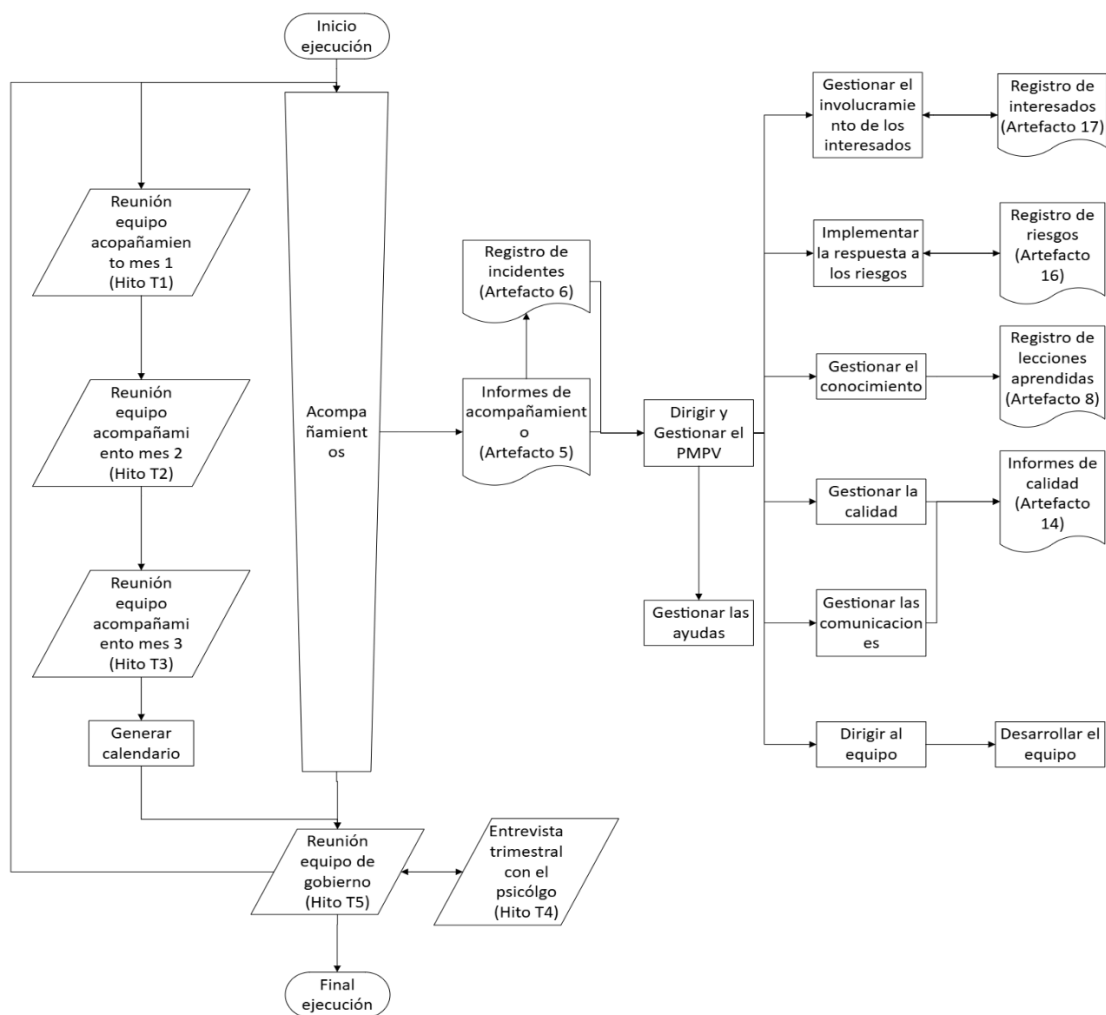 Inicio
ejecución
Reunión
equipo
acopañamien
to mes 1
(Hito T1)
Reunión
equipo
acompañami
ento mes 2
(Hito T2)
Reunión
equipo
acompañami
ento mes 3
(Hito T3)
Generar
calendario
Acompa
ñamient
os
Registro de
incidentes
(Artefacto 6)
Informes de
acompañamient
o
(Artefacto 5)
Dirigir y
Gestionar el
PMPV
Gestionar las
ayudas
Gestionar el
involucramie
nto de los
interesados
Registro de
interesados
(Artefacto 17)
Implementar
la respuesta a
los riesgos
Registro de
riesgos
(Artefacto
16)
Gestionar el
conocimiento
Registro de
lecciones
aprendidas
(Artefacto 8)
Gestionar la
calidad
Informes de
calidad
(Artefacto
14)
Gestionar las
comunicacion
es
Dirigir al
equipo
Desarrollar el
equipo
Reunión
equipo de
gobierno
(Hito T5)
Entrevista
trimestral
con el
psicólgo
(Hito T4)
Final
ejecución